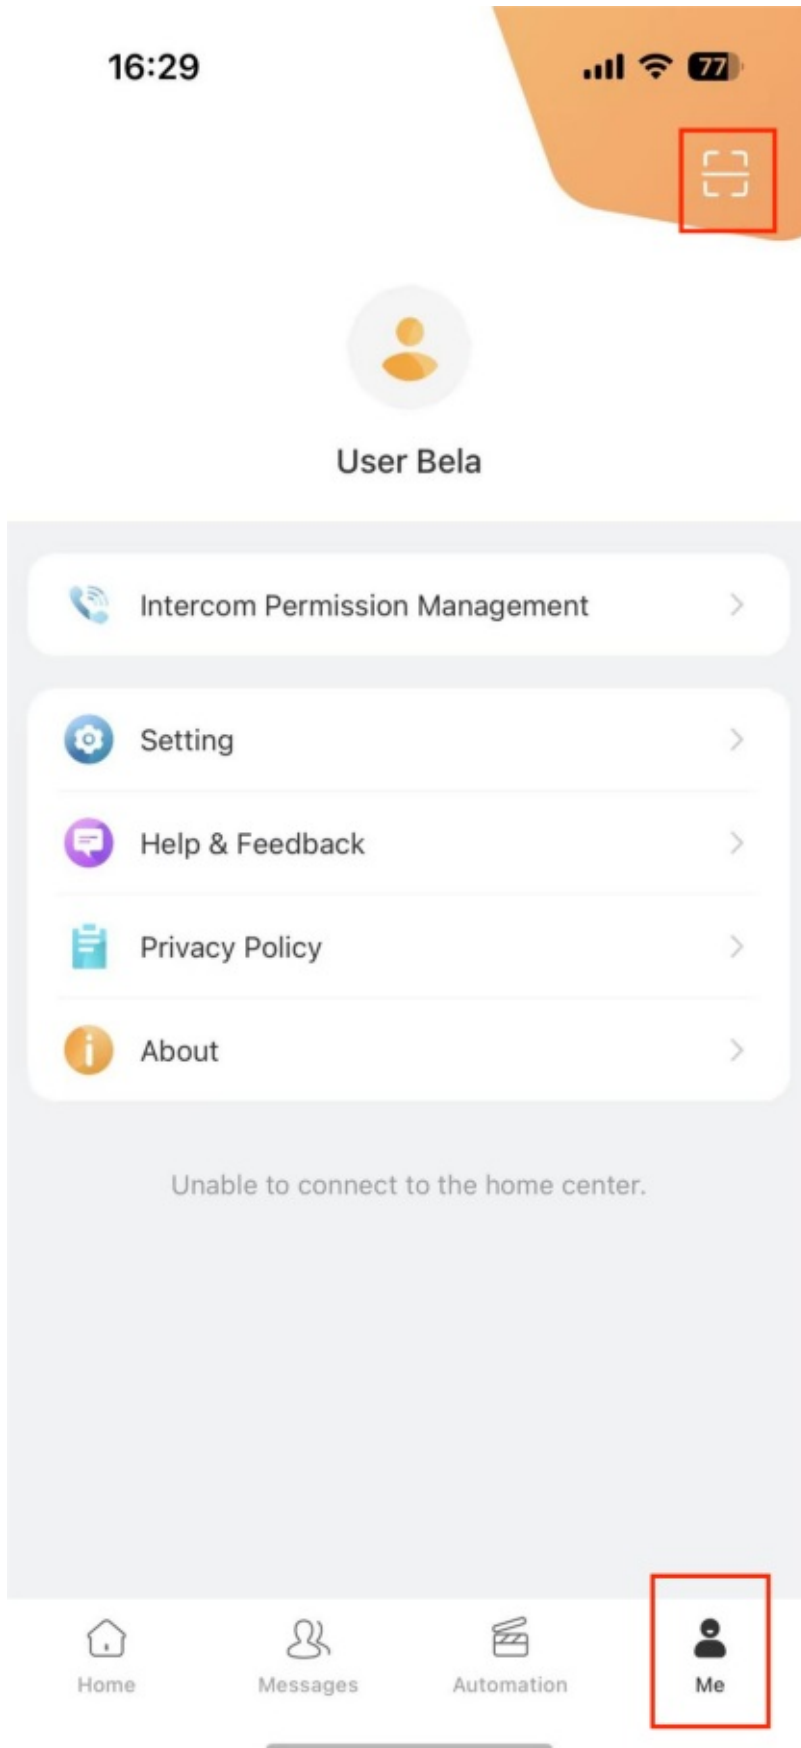 16:29
77
User Bela
Intercom Permission Management
Setting
Help & Feedback
Privacy Policy
About
Unable to connect to the home center.
Home
Messages
Automation
Me